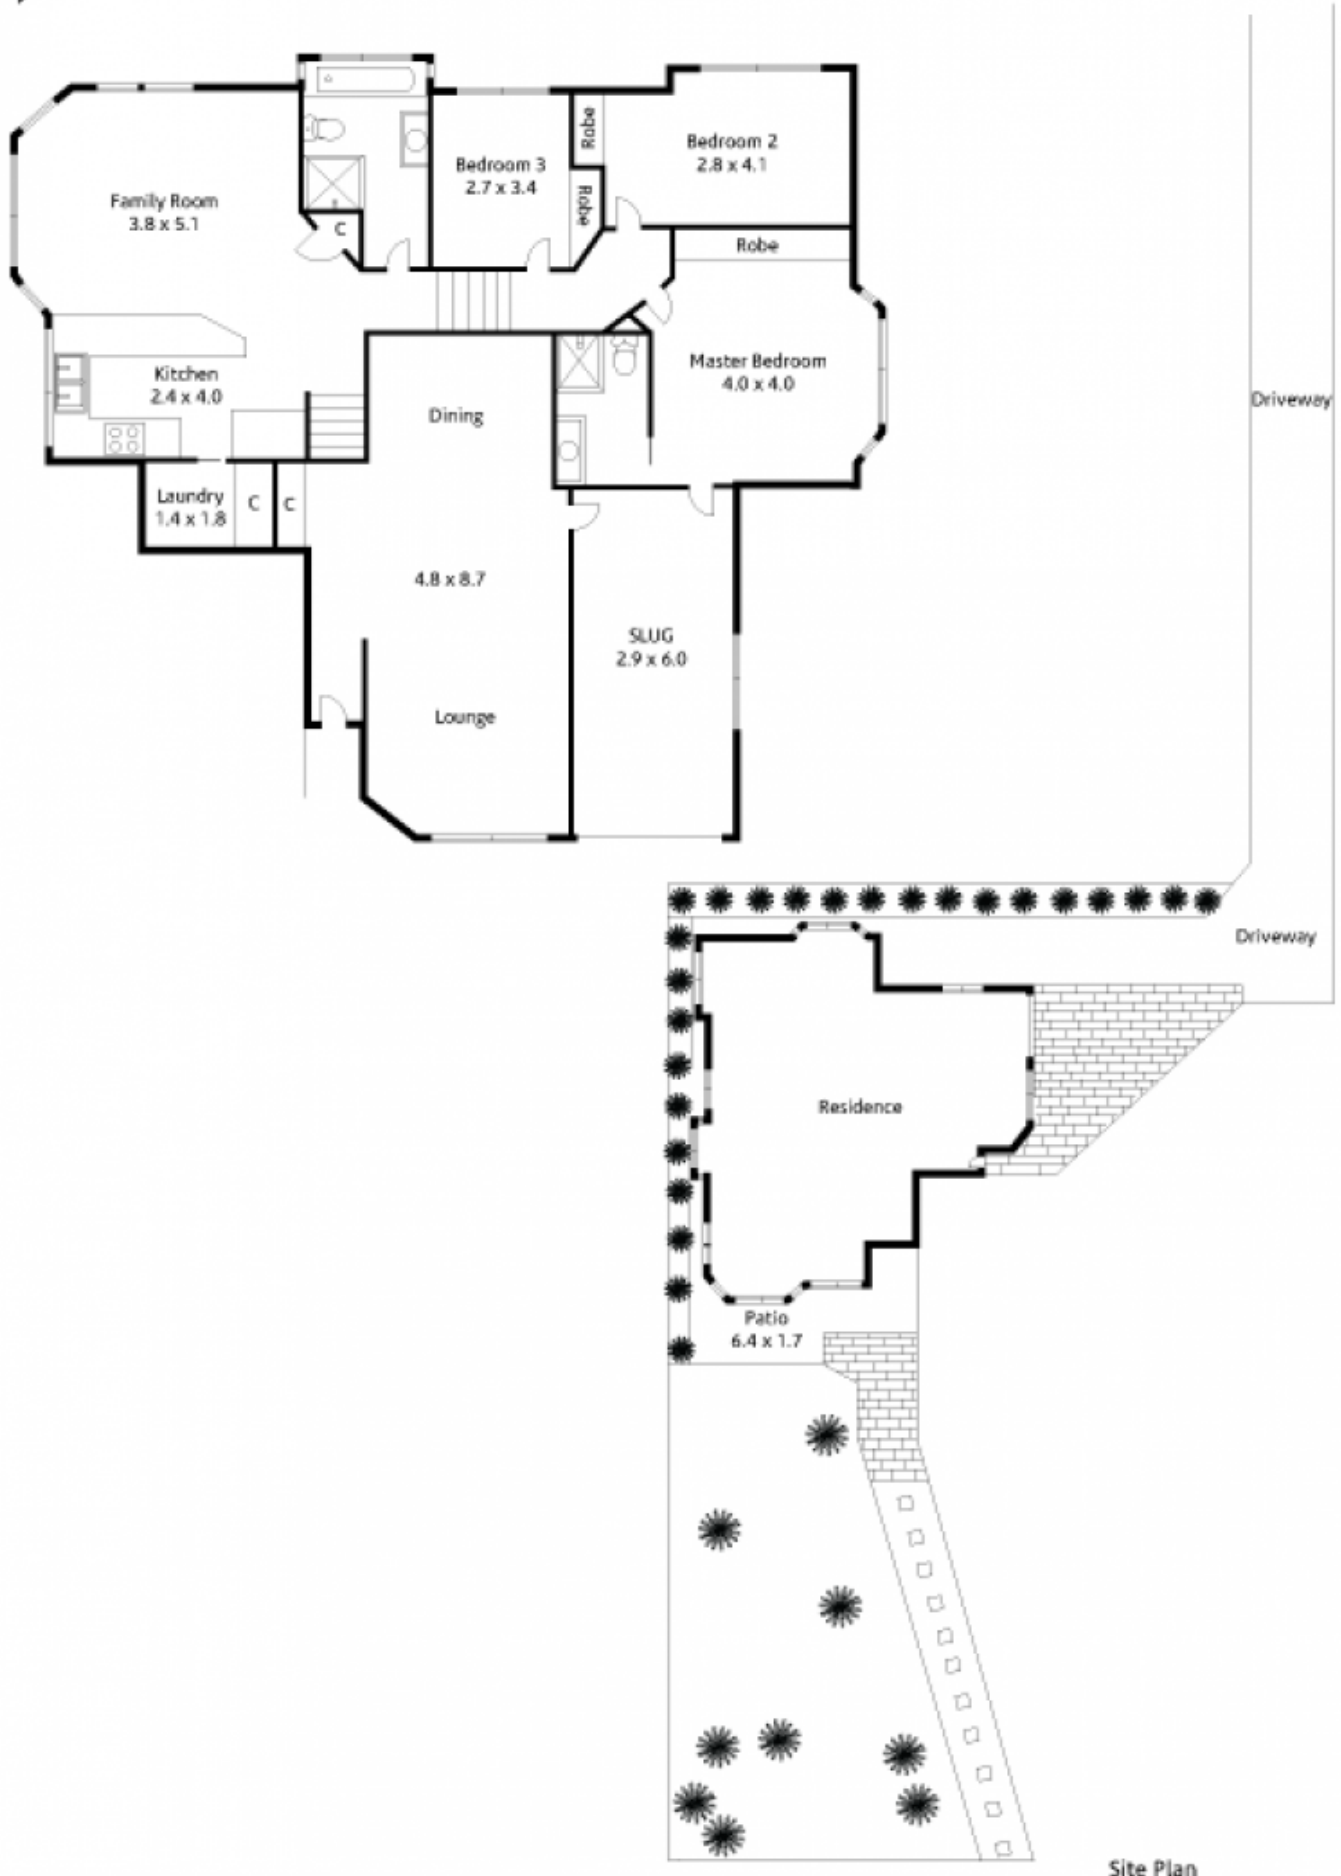 Bedroom 2
2.8 x 4.1
Robe
Bedroom 3
2.7 x 3.4
Robe
Family Room
3.8 x 5.1
C
Robe
Master Bedroom
4.0 x 4.0
Kitchen
2.4 x 4.0
Dining
Driveway
Laundry
1.4 x 1.8
C
C
4.8 x 8.7
SLUG
2.9 x 6.0
Lounge
Driveway
Residence
Patio
6.4 x 1.7
Site Plan